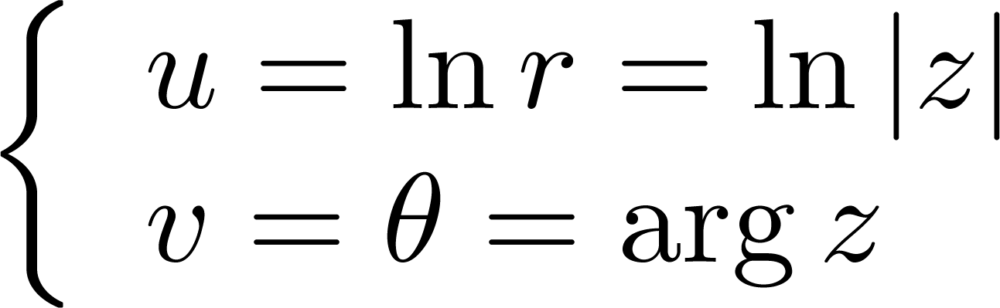 u = ln r = ln |z|
v = θ = arg z